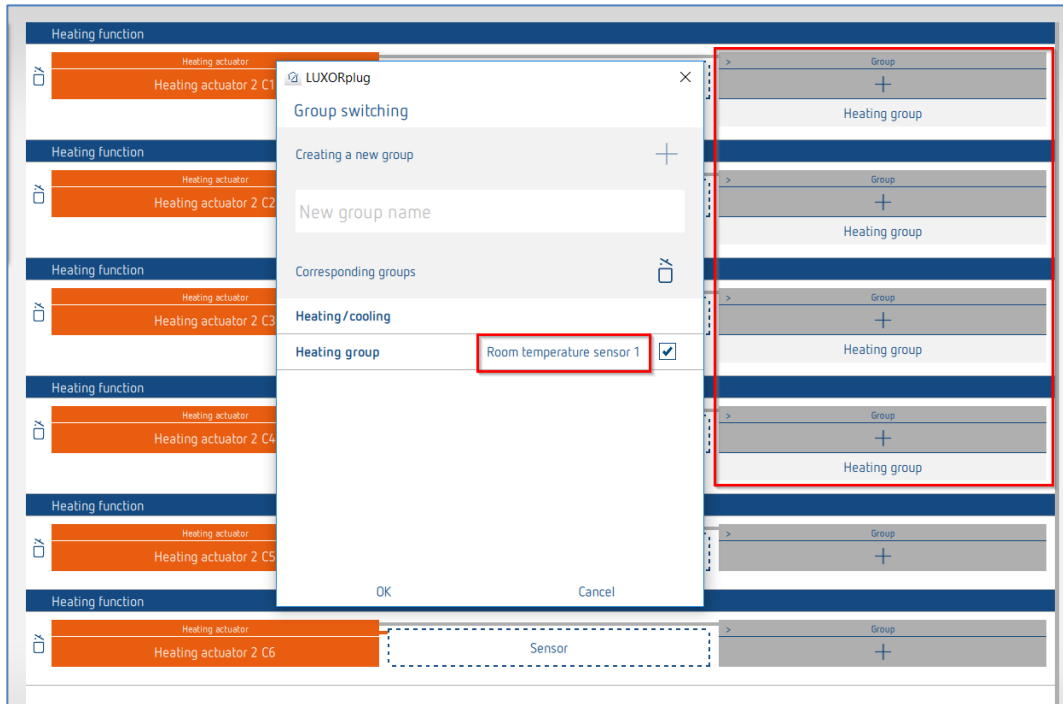 Heating function
Heating actuator
Heating actuator 2 C1
> Group
+
Heating group
LUXORplug
Group switching
Creating a new group
New group name
Corresponding groups
Heating/cooling
Heating group Room temperature sensor 1
OK Cancel
Heating function
Heating actuator
Heating actuator 2 C2
> Group
+
Heating group
Heating function
Heating actuator
Heating actuator 2 C3
> Group
+
Heating group
Heating function
Heating actuator
Heating actuator 2 C4
> Group
+
Heating group
Heating function
Heating actuator
Heating actuator 2 C5
> Group
+
Heating function
Heating actuator
Heating actuator 2 C6
Sensor
> Group
+